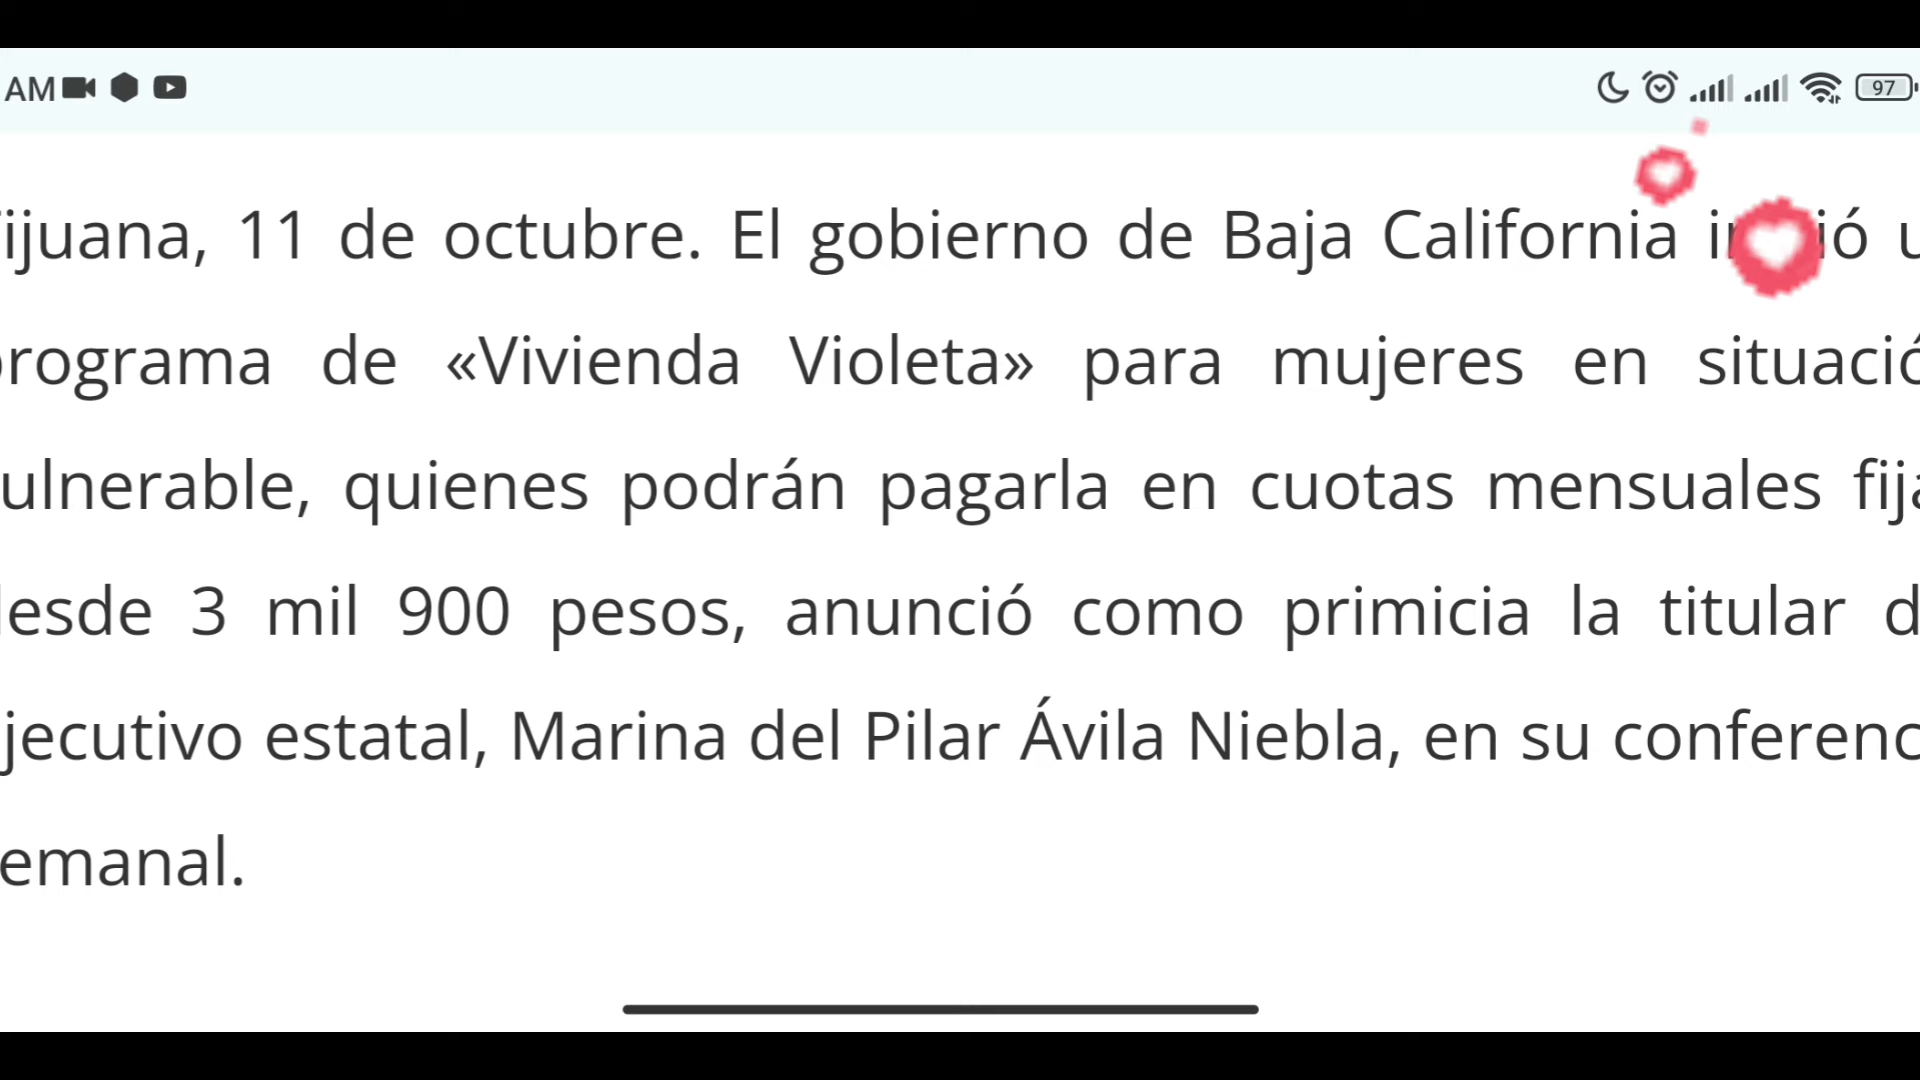 AM 97
ijuana, 11 de octubre. El gobierno de Baja California ió u
rograma de «Vivienda Violeta» para mujeres en situació
ulnerable, quienes podrán pagarla en cuotas mensuales fija
esde 3 mil 900 pesos, anunció como primicia la titular d
jecutivo estatal, Marina del Pilar Ávila Niebla, en su conferenc
emanal.